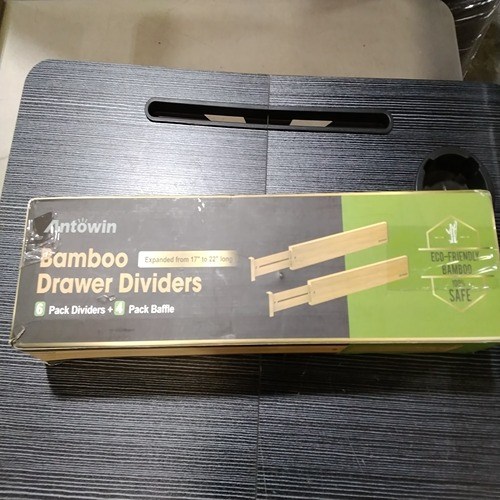 Antowin
Bamboo
Expanded from 17" to 22" long
Drawer Dividers
6 Pack Dividers + 4 Pack Baffle
ECO-FRIENDLY
BAMBOO
SAFE